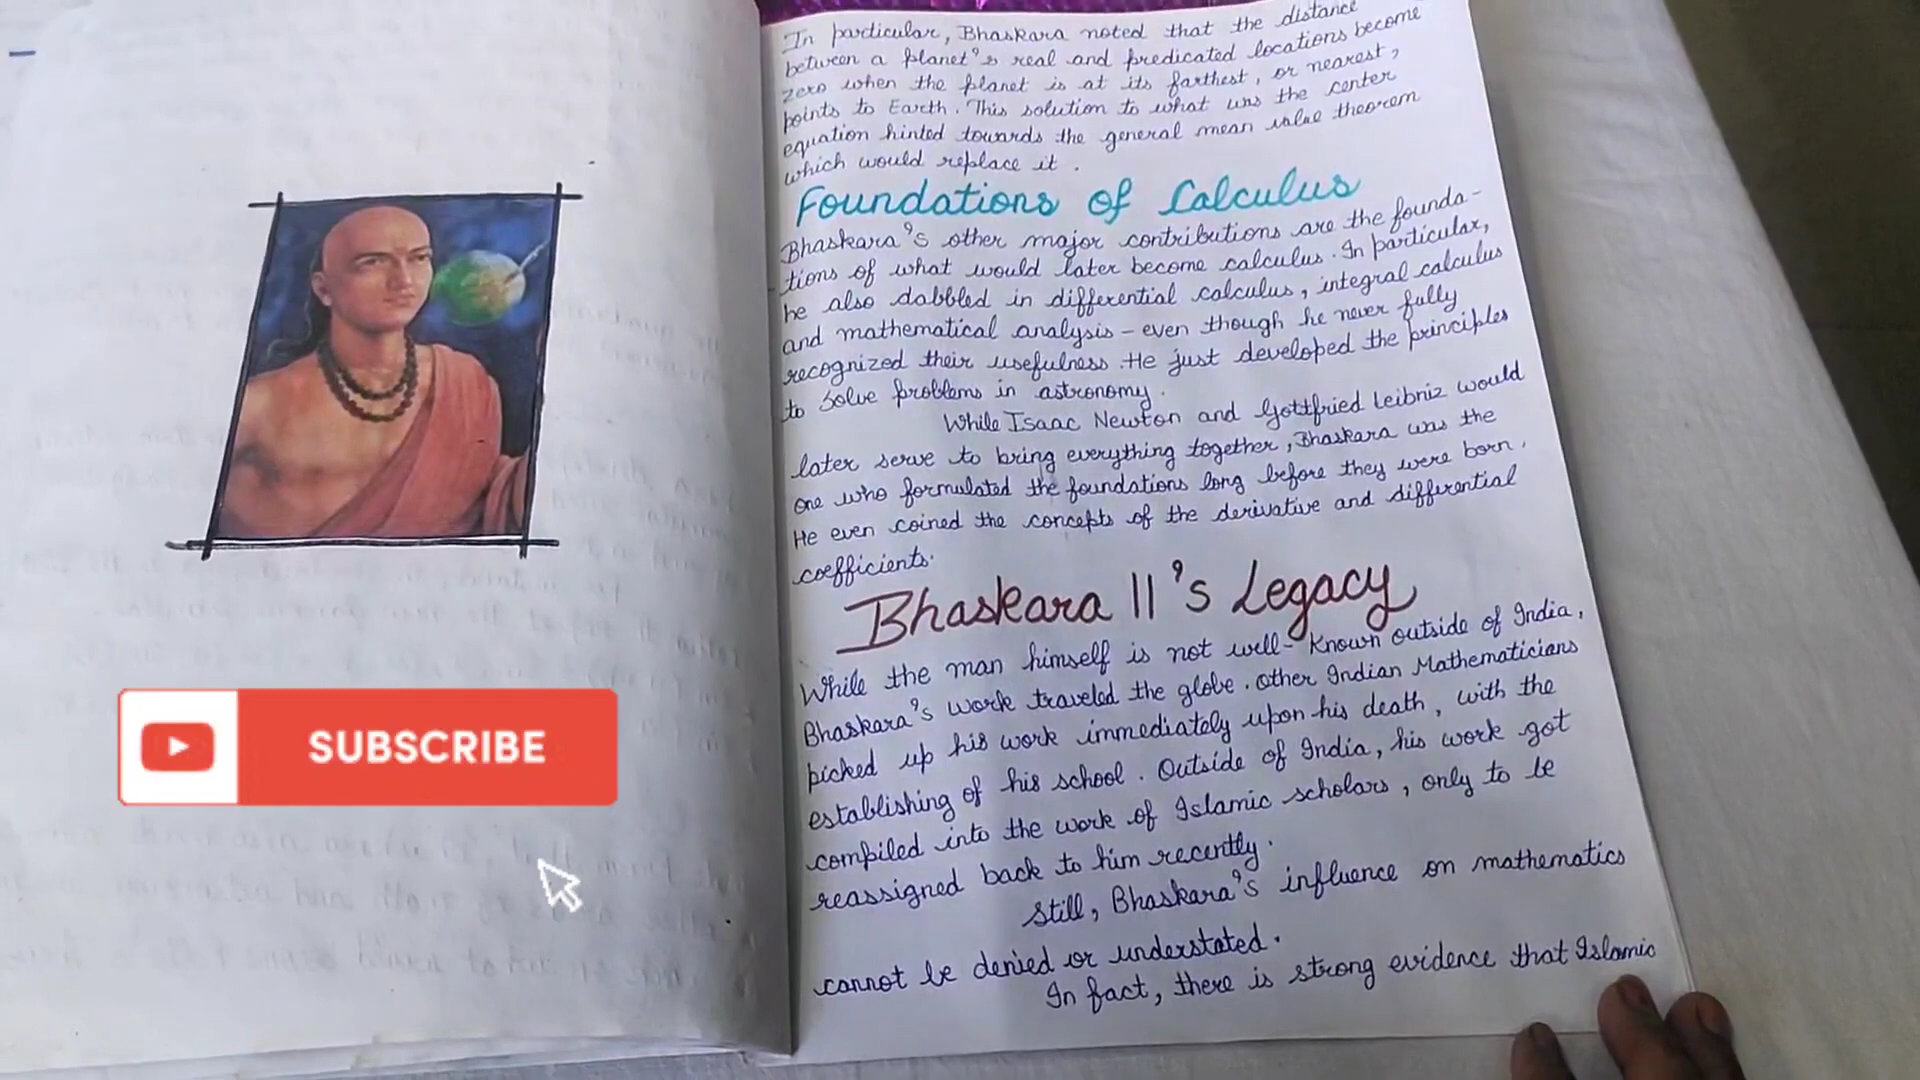 In particular, Bhaskara noted that the distance
between a planet's real and predicated locations become
zero when the planet is at its farthest, or nearest,
points to Earth. This solution to what was the center
equation hinted towards the general mean value theorem
which would replace it.
Foundations of Calculus
Bhaskara's other major contributions are the founda-
tions of what would later become calculus. In particular,
he also dabbled in differential calculus, integral calculus
and mathematical analysis - even though he never fully
recognized their usefulness. He just developed the principles
to solve problems in astronomy.
While Isaac Newton and Gottfried Leibniz would
later serve to bring everything together, Bhaskara was the
one who formulated the foundations long before they were born.
He even coined the concepts of the derivative and differential
coefficients.
Bhaskara II's Legacy
While the man himself is not well-known outside of India,
Bhaskara's work traveled the globe. Other Indian Mathematicians
picked up his work immediately upon his death, with the
establishing of his school. Outside of India, his work got
compiled into the work of Islamic scholars, only to be
reassigned back to him recently.
Still, Bhaskara's influence on mathematics
cannot be denied or understated.
In fact, there is strong evidence that Islamic
SUBSCRIBE